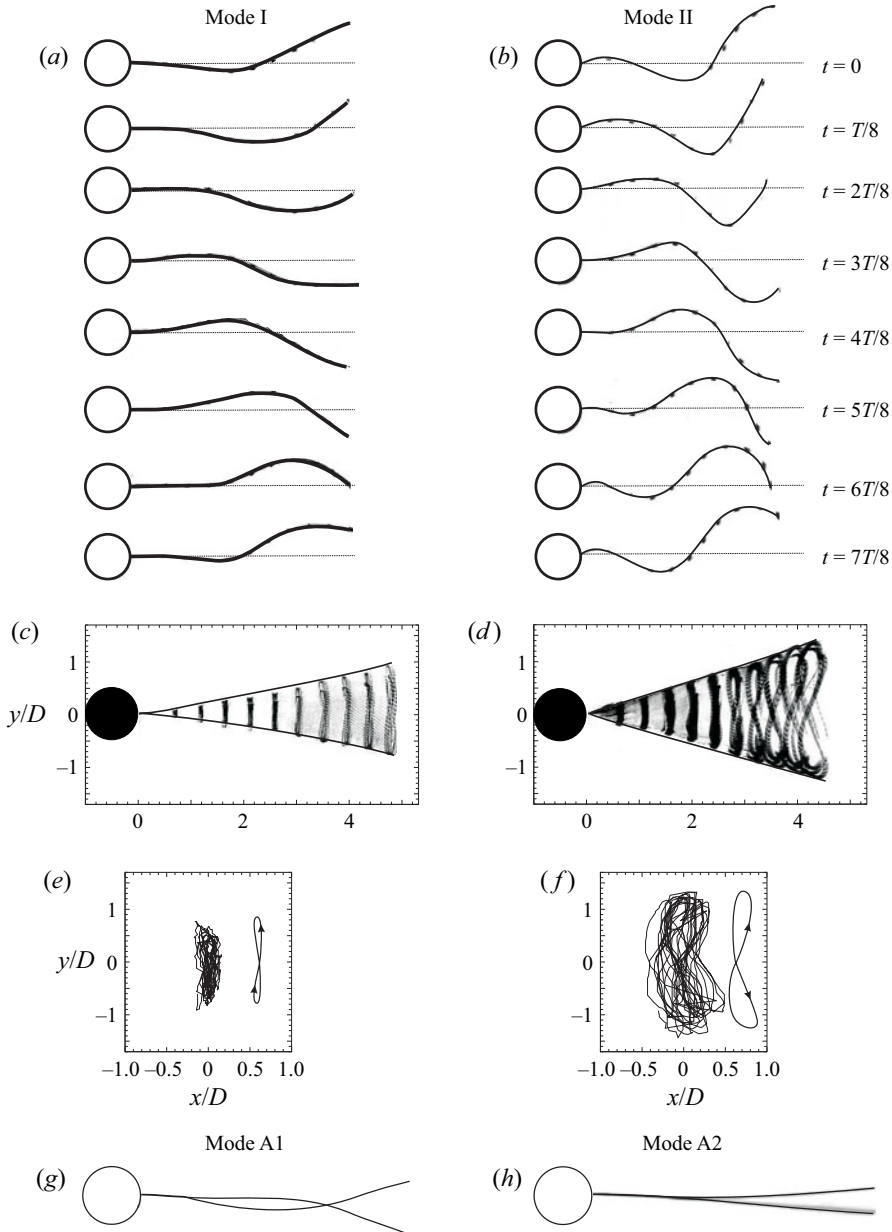 Mode I
Mode II
(a)
(b)
t = 0
t = T/8
t = 2T/8
t = 3T/8
t = 4T/8
t = 5T/8
t = 6T/8
t = 7T/8
(c)
(d)
1
0
–1
y/D
0 2 4
1
0
–1
0 2 4
(e)
(f)
1
0
–1
y/D
–1.0 –0.5 0 0.5 1.0
x/D
1
0
–1
–1.0 –0.5 0 0.5 1.0
x/D
Mode A1
Mode A2
(g)
(h)